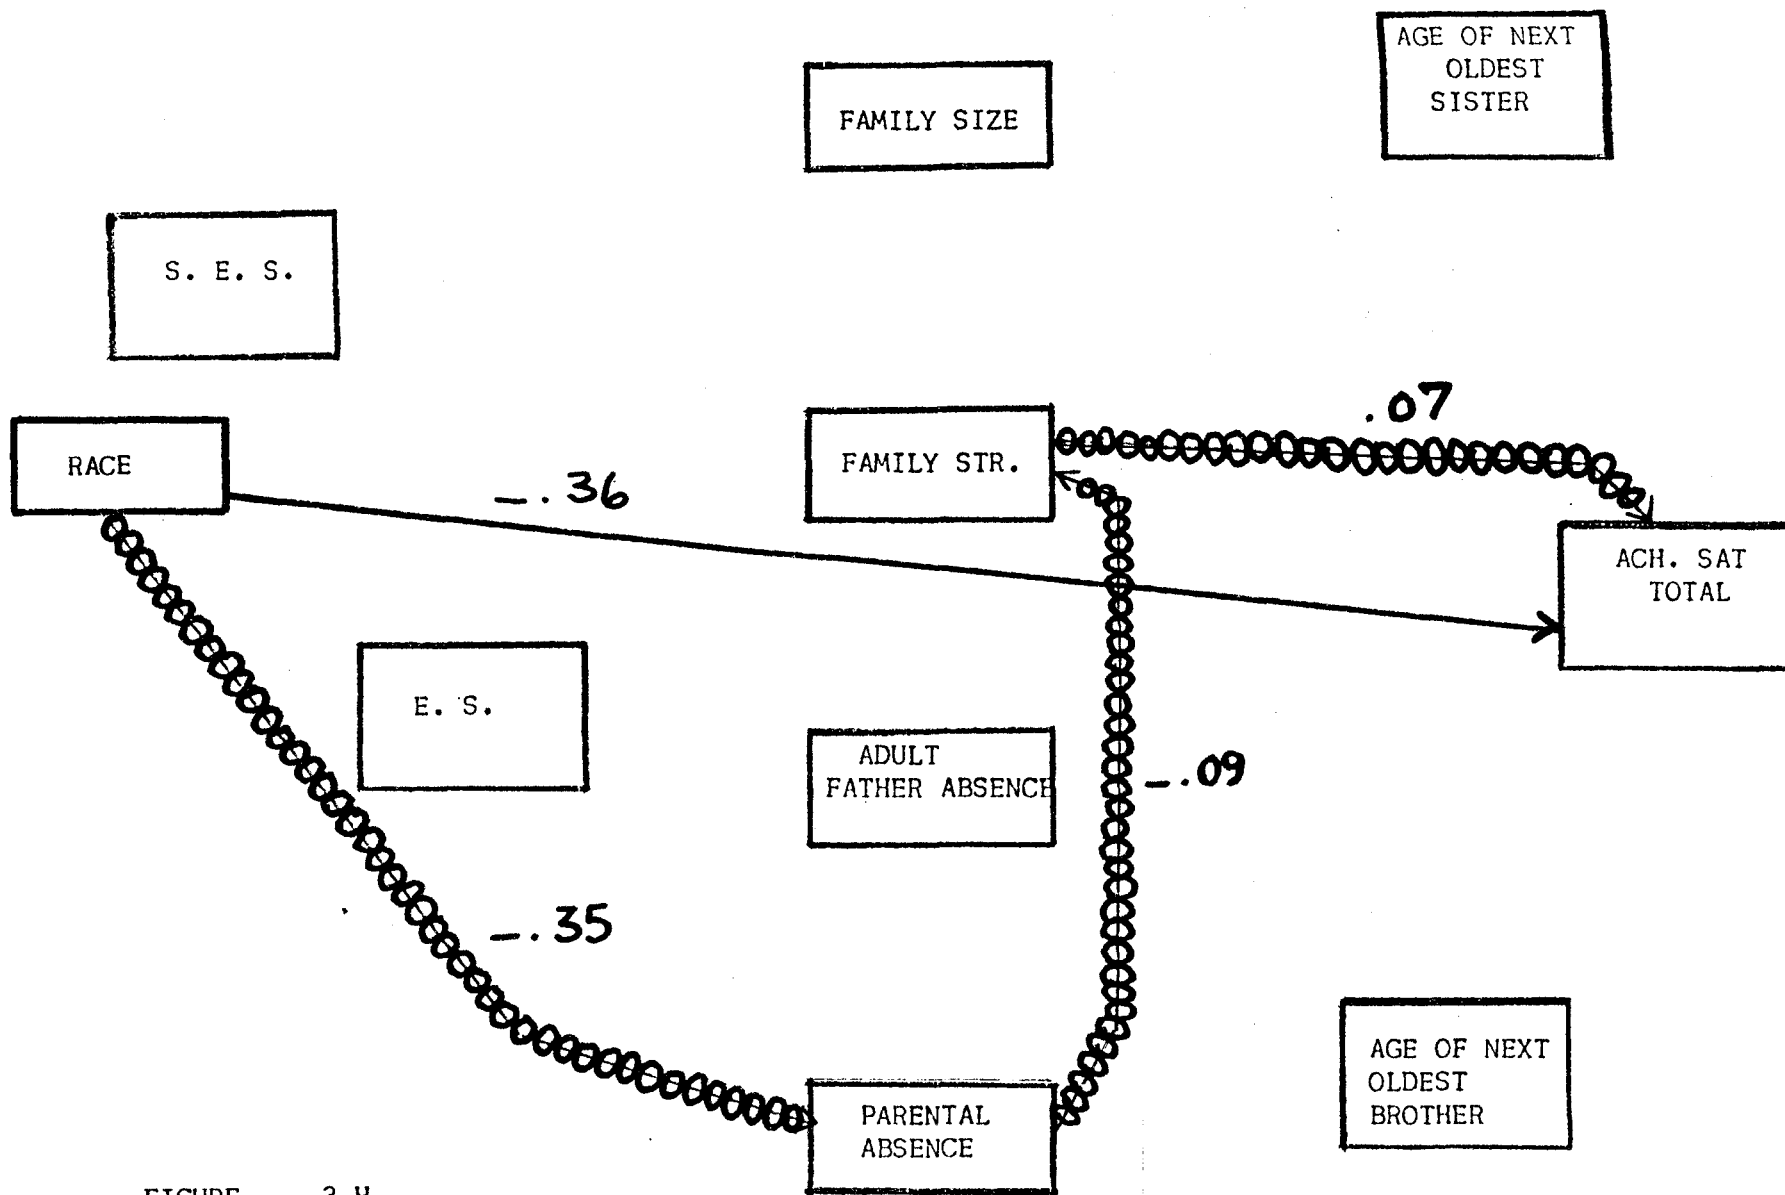 AGE OF NEXT
OLDEST
SISTER
FAMILY SIZE
S. E. S.
.07
RACE
FAMILY STR.
-.36
ACH. SAT
TOTAL
E. S.
ADULT
FATHER ABSENCE
-.09
-.35
AGE OF NEXT
OLDEST
BROTHER
PARENTAL
ABSENCE
FIGURE